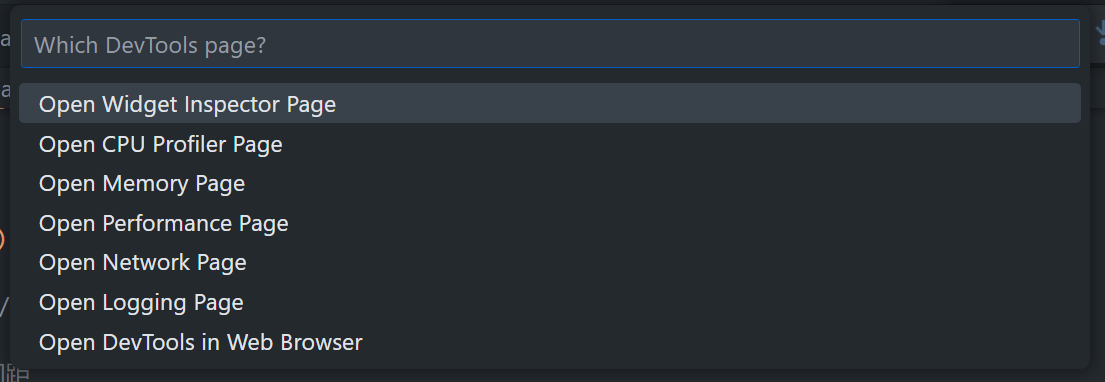 Which DevTools page?
Open Widget Inspector Page
Open CPU Profiler Page
Open Memory Page
Open Performance Page
Open Network Page
Open Logging Page
Open DevTools in Web Browser